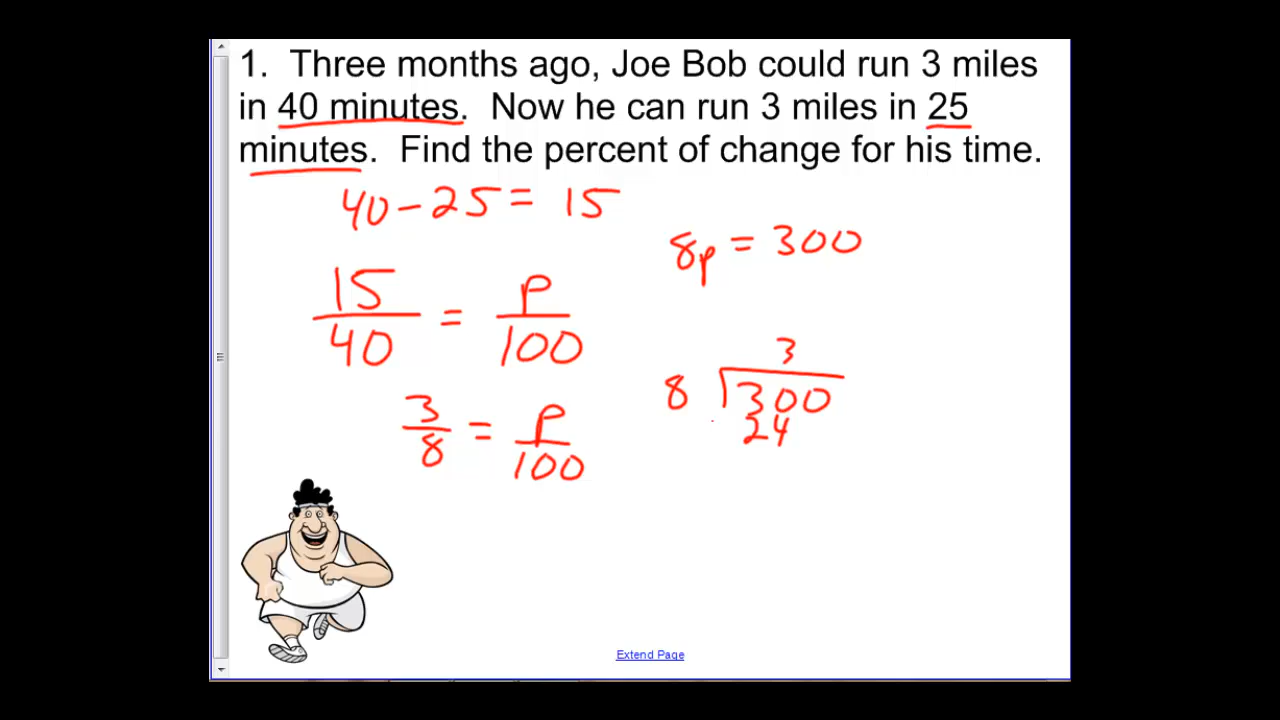 1. Three months ago, Joe Bob could run 3 miles
in 40 minutes. Now he can run 3 miles in 25
minutes. Find the percent of change for his time.
40 - 25 = 15
15/40 = P/100
3/8 = P/100
8p = 300
3
8 300
24
Extend Page